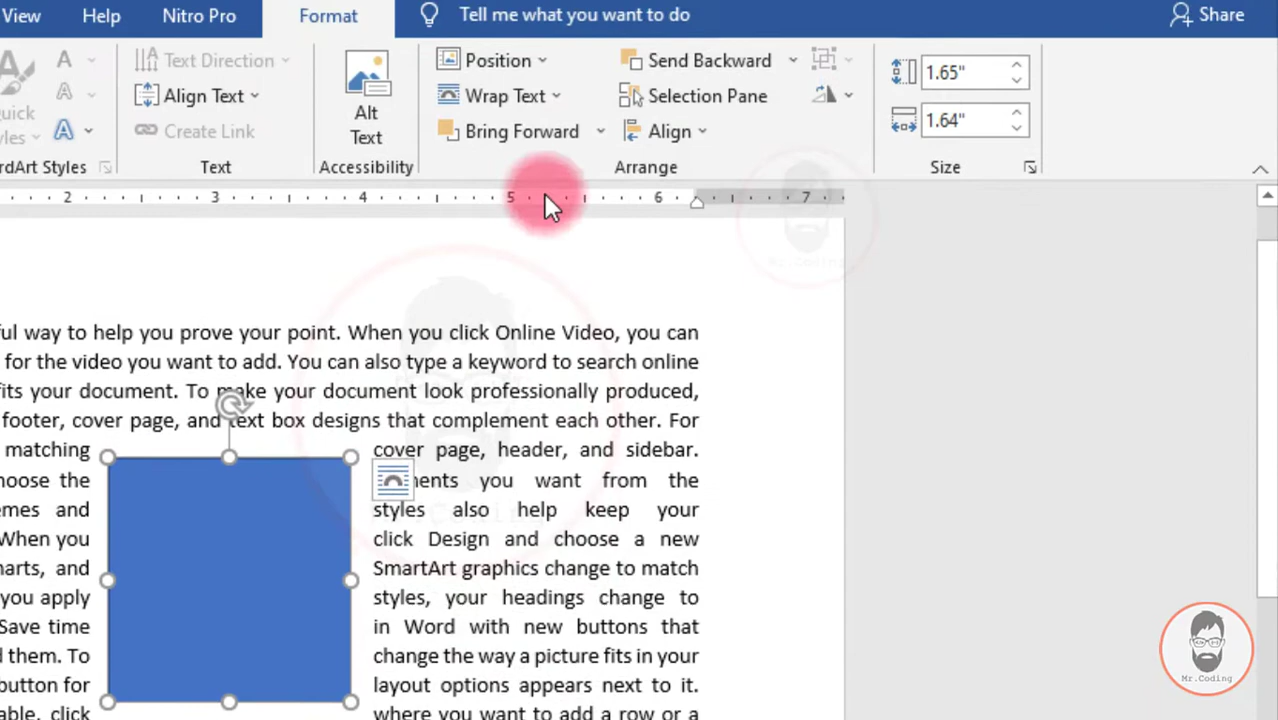 View Help Nitro Pro Format Tell me what you want to do Share
Text Direction Position Send Backward 1.65"
Align Text Wrap Text Selection Pane
Alt Text
Create Link Bring Forward Align 1.64"
Text Accessibility Arrange Size
2 3 4 5 6 7
way to help you prove your point. When you click Online Video, you can
for the video you want to add. You can also type a keyword to search online
your document. To make your document look professionally produced,
footer, cover page, and text box designs that complement each other. For
matching cover page, header, and sidebar.
the you want from the
and styles also help keep your
When you click Design and choose a new
and SmartArt graphics change to match
you apply styles, your headings change to
Save time in Word with new buttons that
them. To change the way a picture fits in your
button for layout options appears next to it.
click where you want to add a row or a
Mr.Coding
Mr.Coding
Mr.Coding